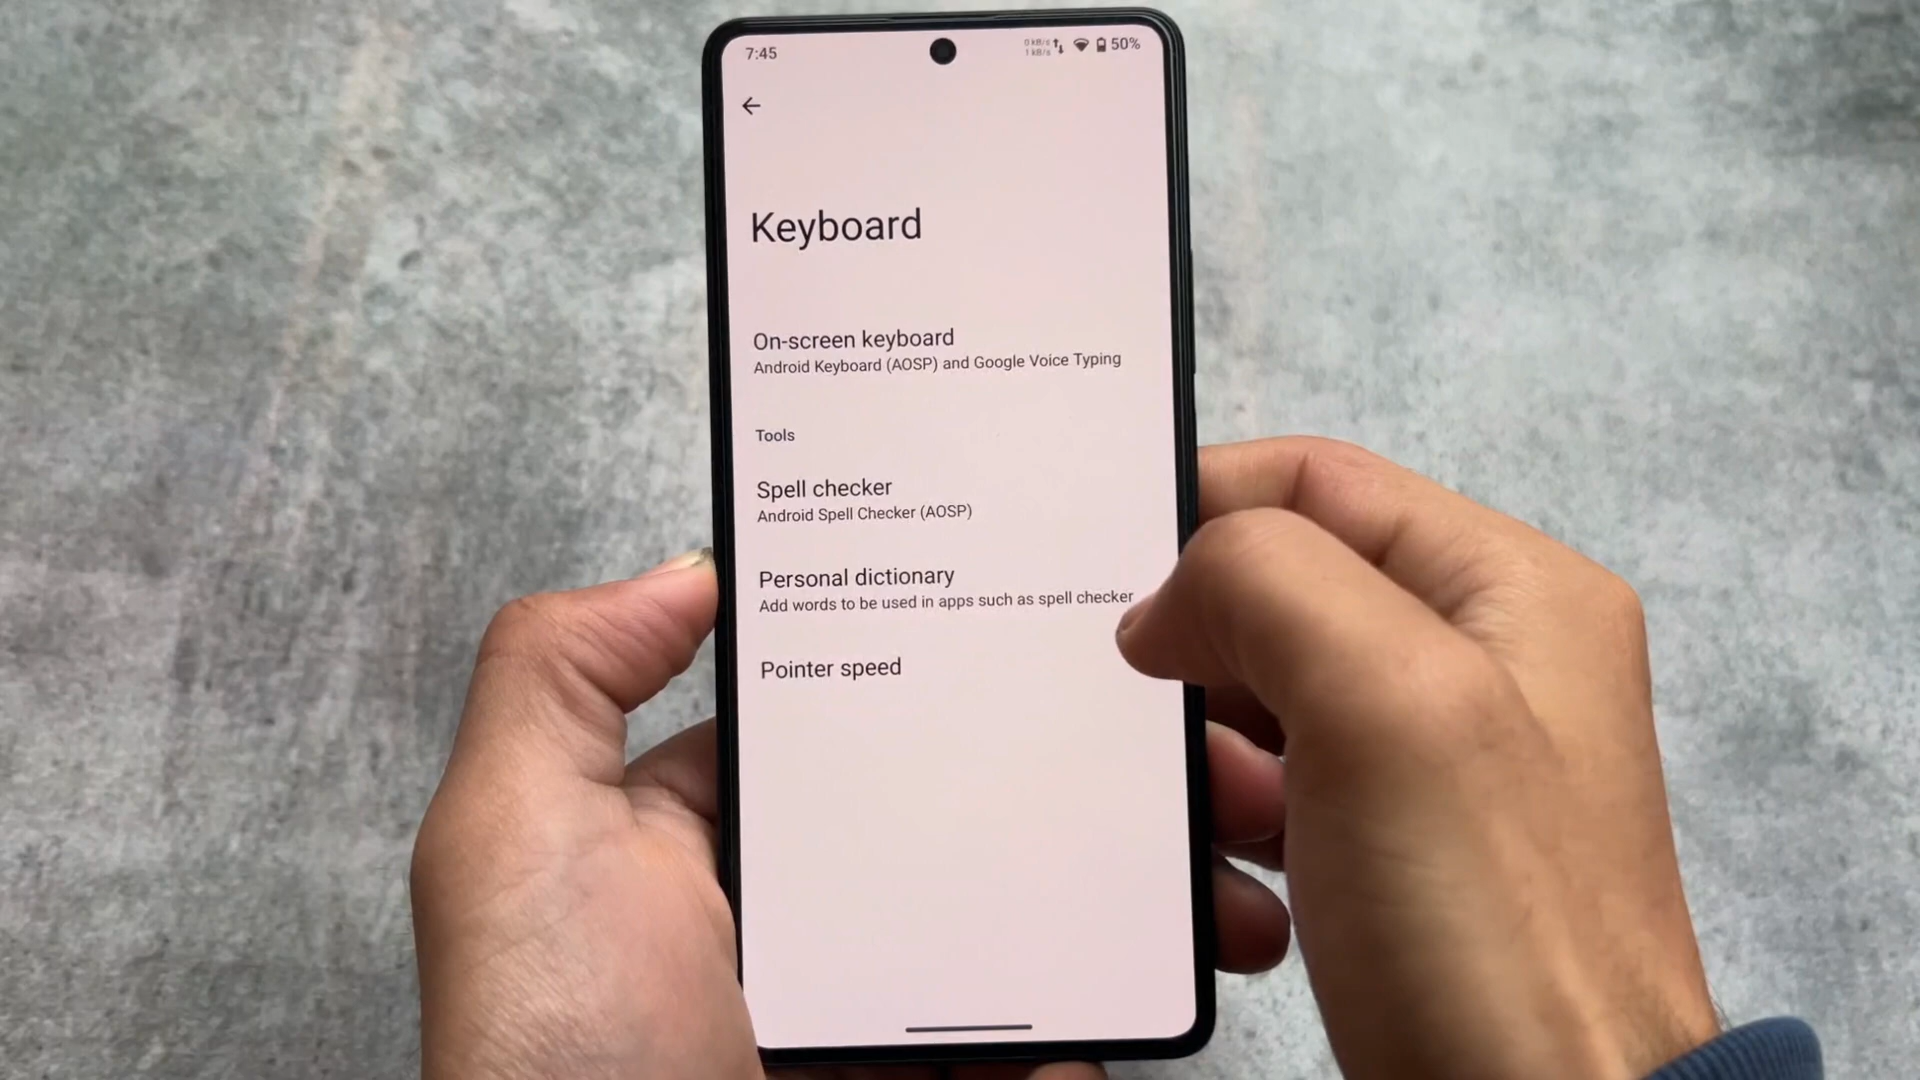 7:45
0 kB/s
1 kB/s
50%
Keyboard
On-screen keyboard
Android Keyboard (AOSP) and Google Voice Typing
Tools
Spell checker
Android Spell Checker (AOSP)
Personal dictionary
Add words to be used in apps such as spell checker
Pointer speed